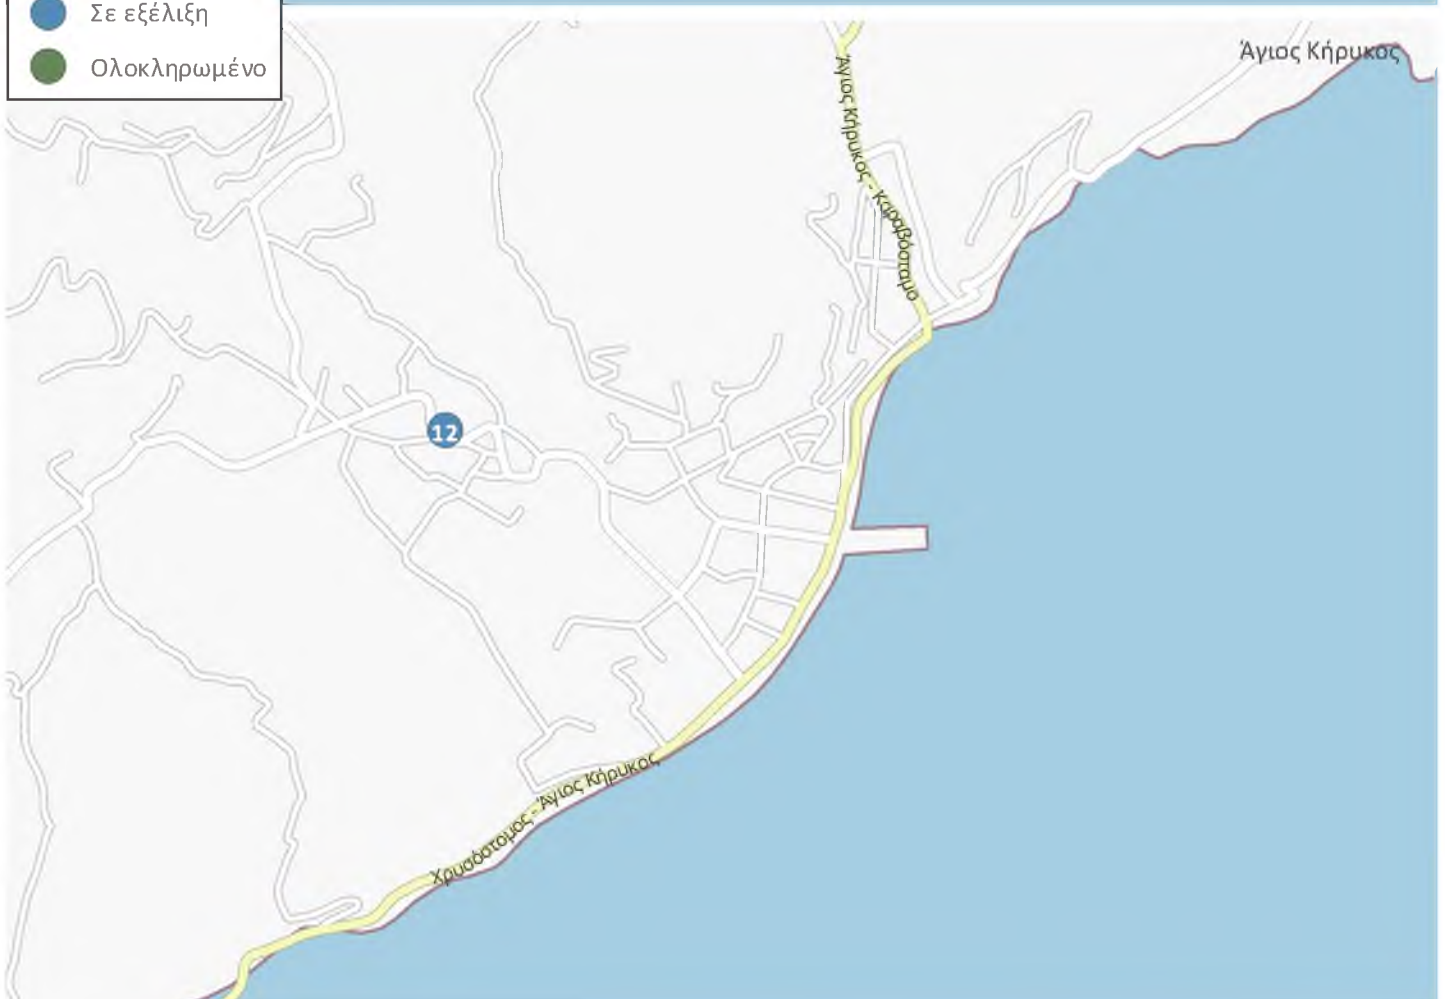 Σε εξέλιξη
Ολοκληρωμένο
Άγιος Κήρυκος
Άγιος Κήρυκος - Καραβόσταμο
12
Χρυσόστομος - Άγιος Κήρυκος